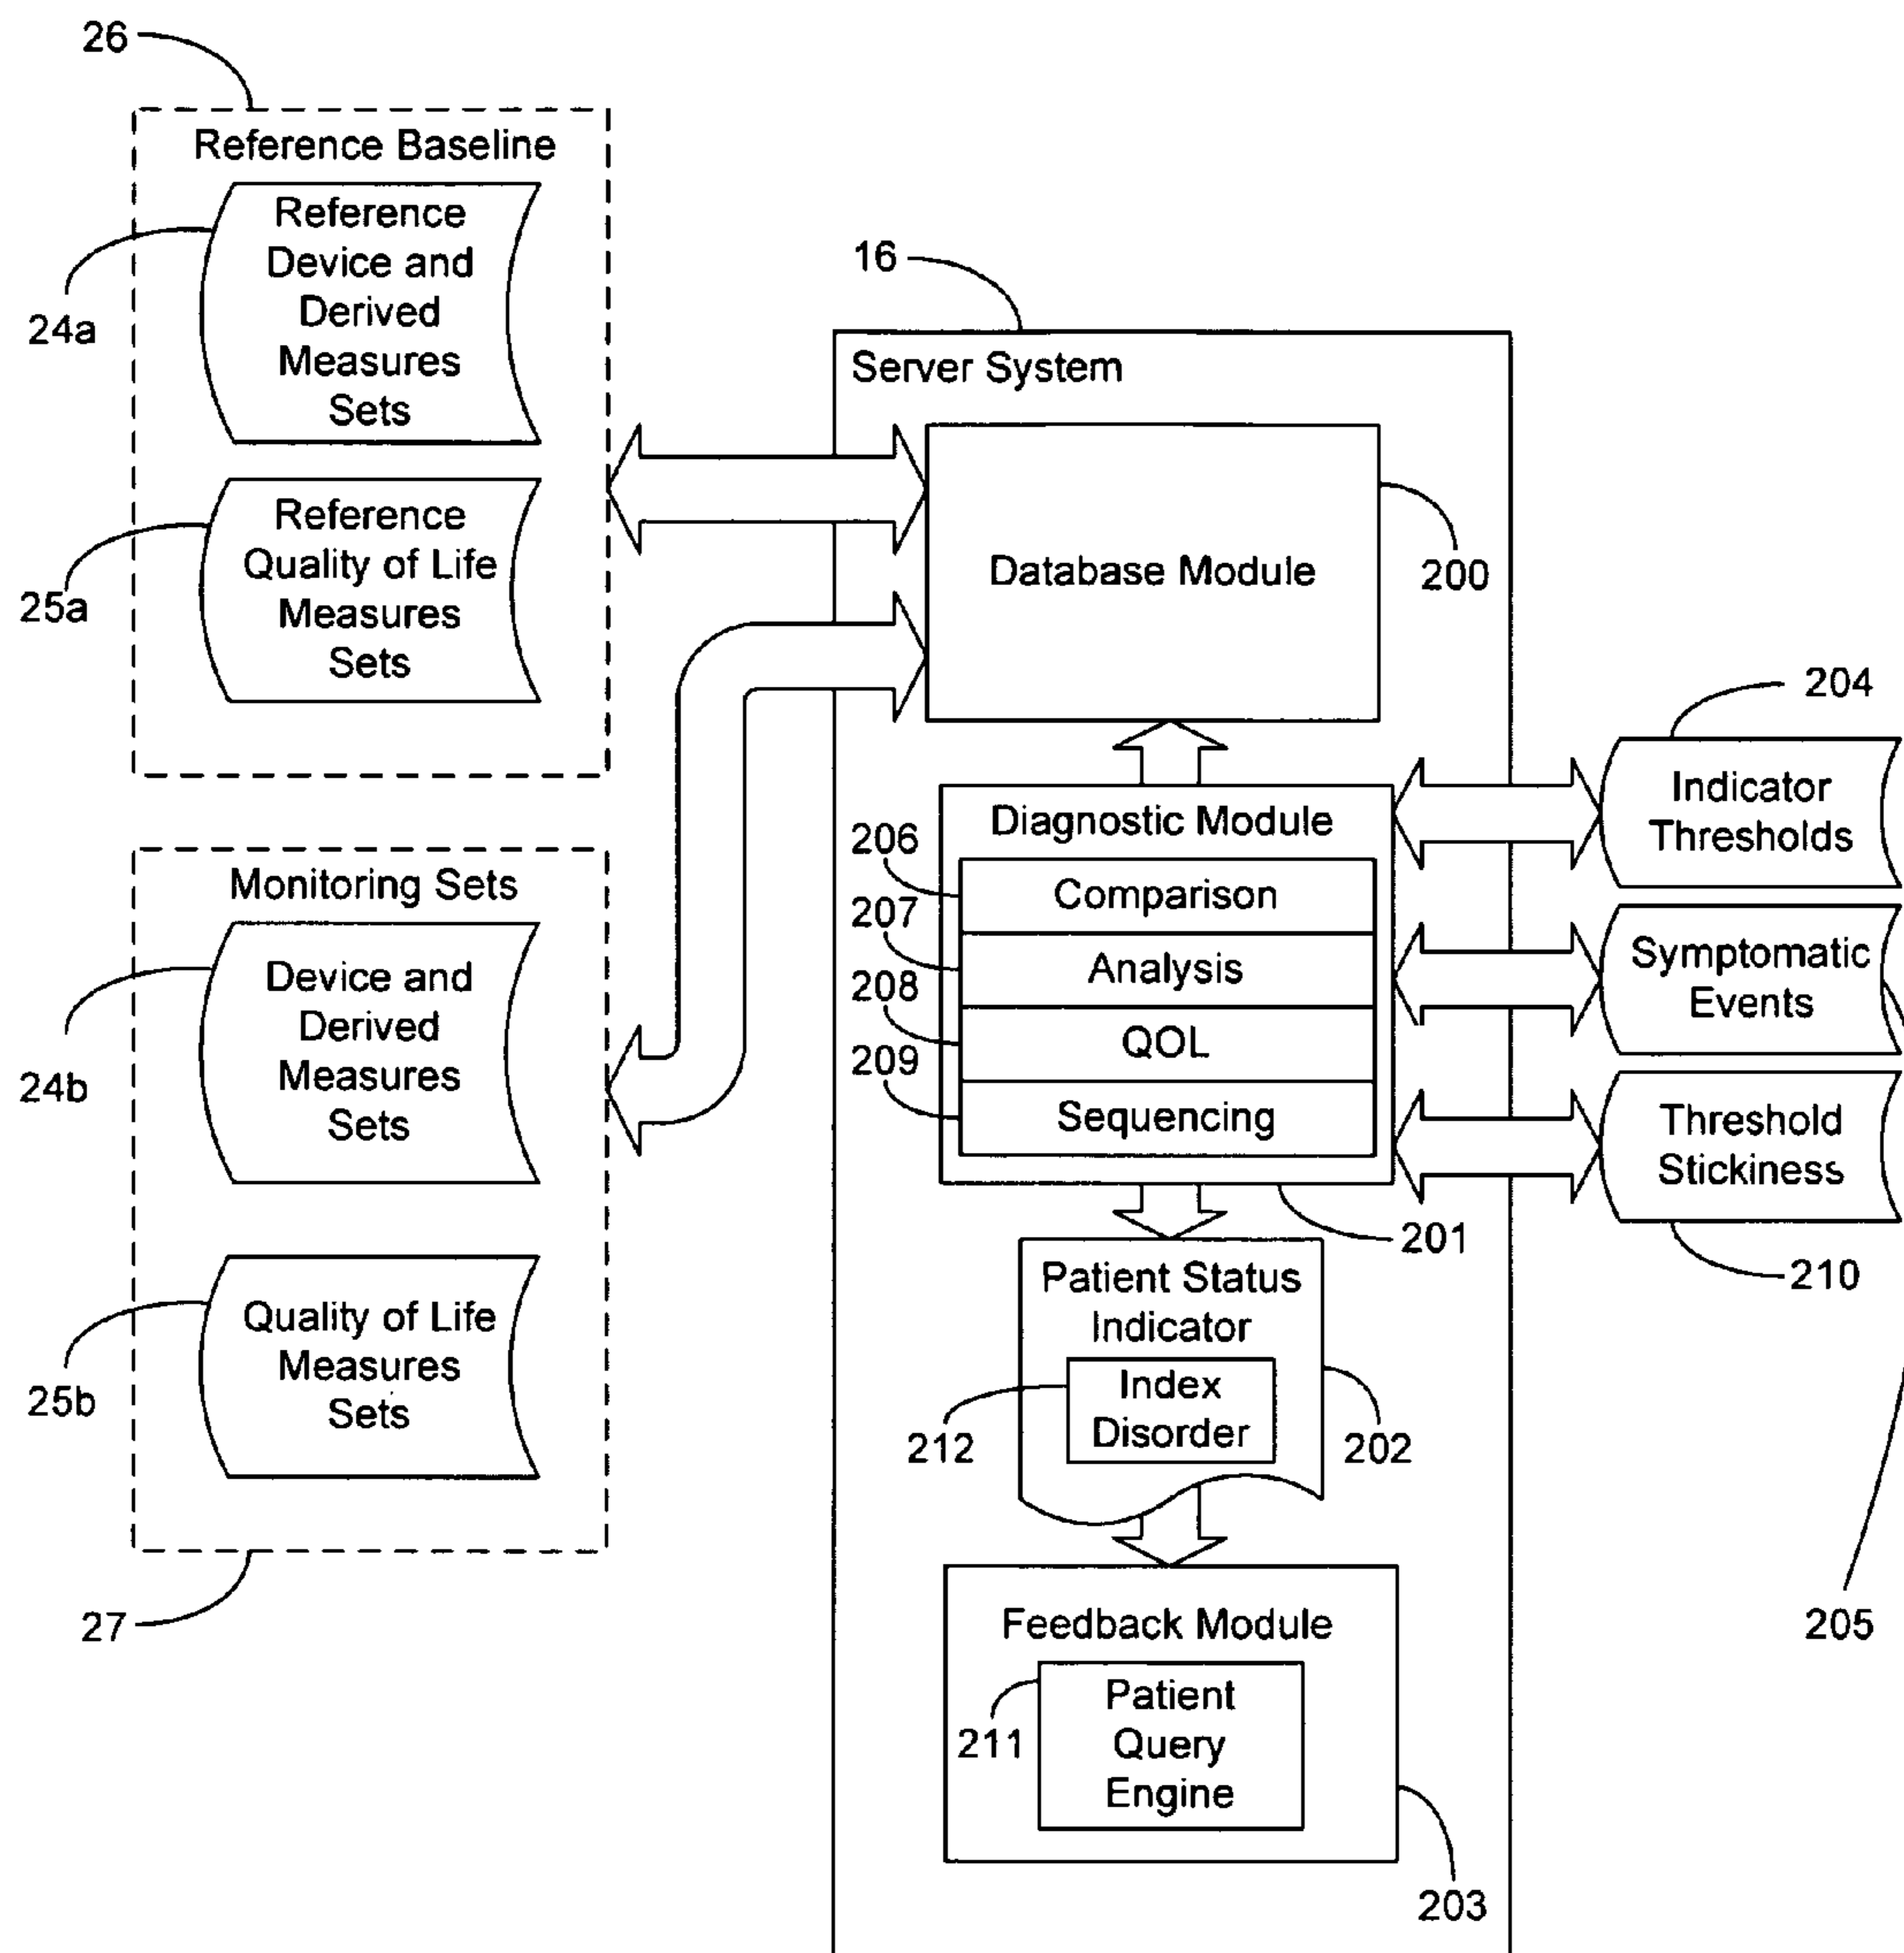 26
Reference Baseline
Reference
Device and
Derived
Measures
Sets
24a
Reference
Quality of Life
Measures
Sets
25a
Monitoring Sets
Device and
Derived
Measures
Sets
24b
Quality of Life
Measures
Sets
25b
27
16
Server System
Database Module
200
Diagnostic Module
206
Comparison
207
Analysis
208
QOL
209
Sequencing
201
204
Indicator
Thresholds
Symptomatic
Events
Threshold
Stickiness
210
205
Patient Status
Indicator
Index
Disorder
212
202
Feedback Module
Patient
Query
Engine
211
203